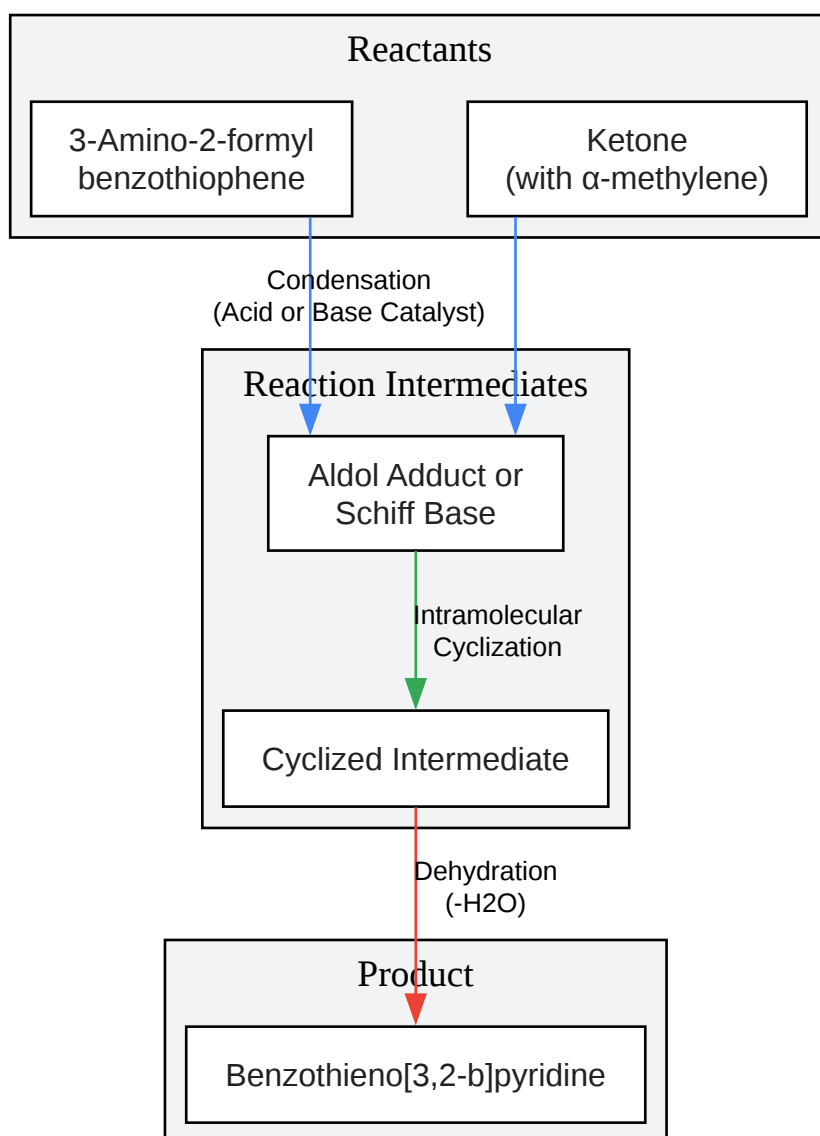 Reactants
3-Amino-2-formyl
benzothiophene
Ketone
(with α-methylene)
Condensation
(Acid or Base Catalyst)
Reaction Intermediates
Aldol Adduct or
Schiff Base
Intramolecular
Cyclization
Cyclized Intermediate
Dehydration
(-H2O)
Product
Benzothieno[3,2-b]pyridine